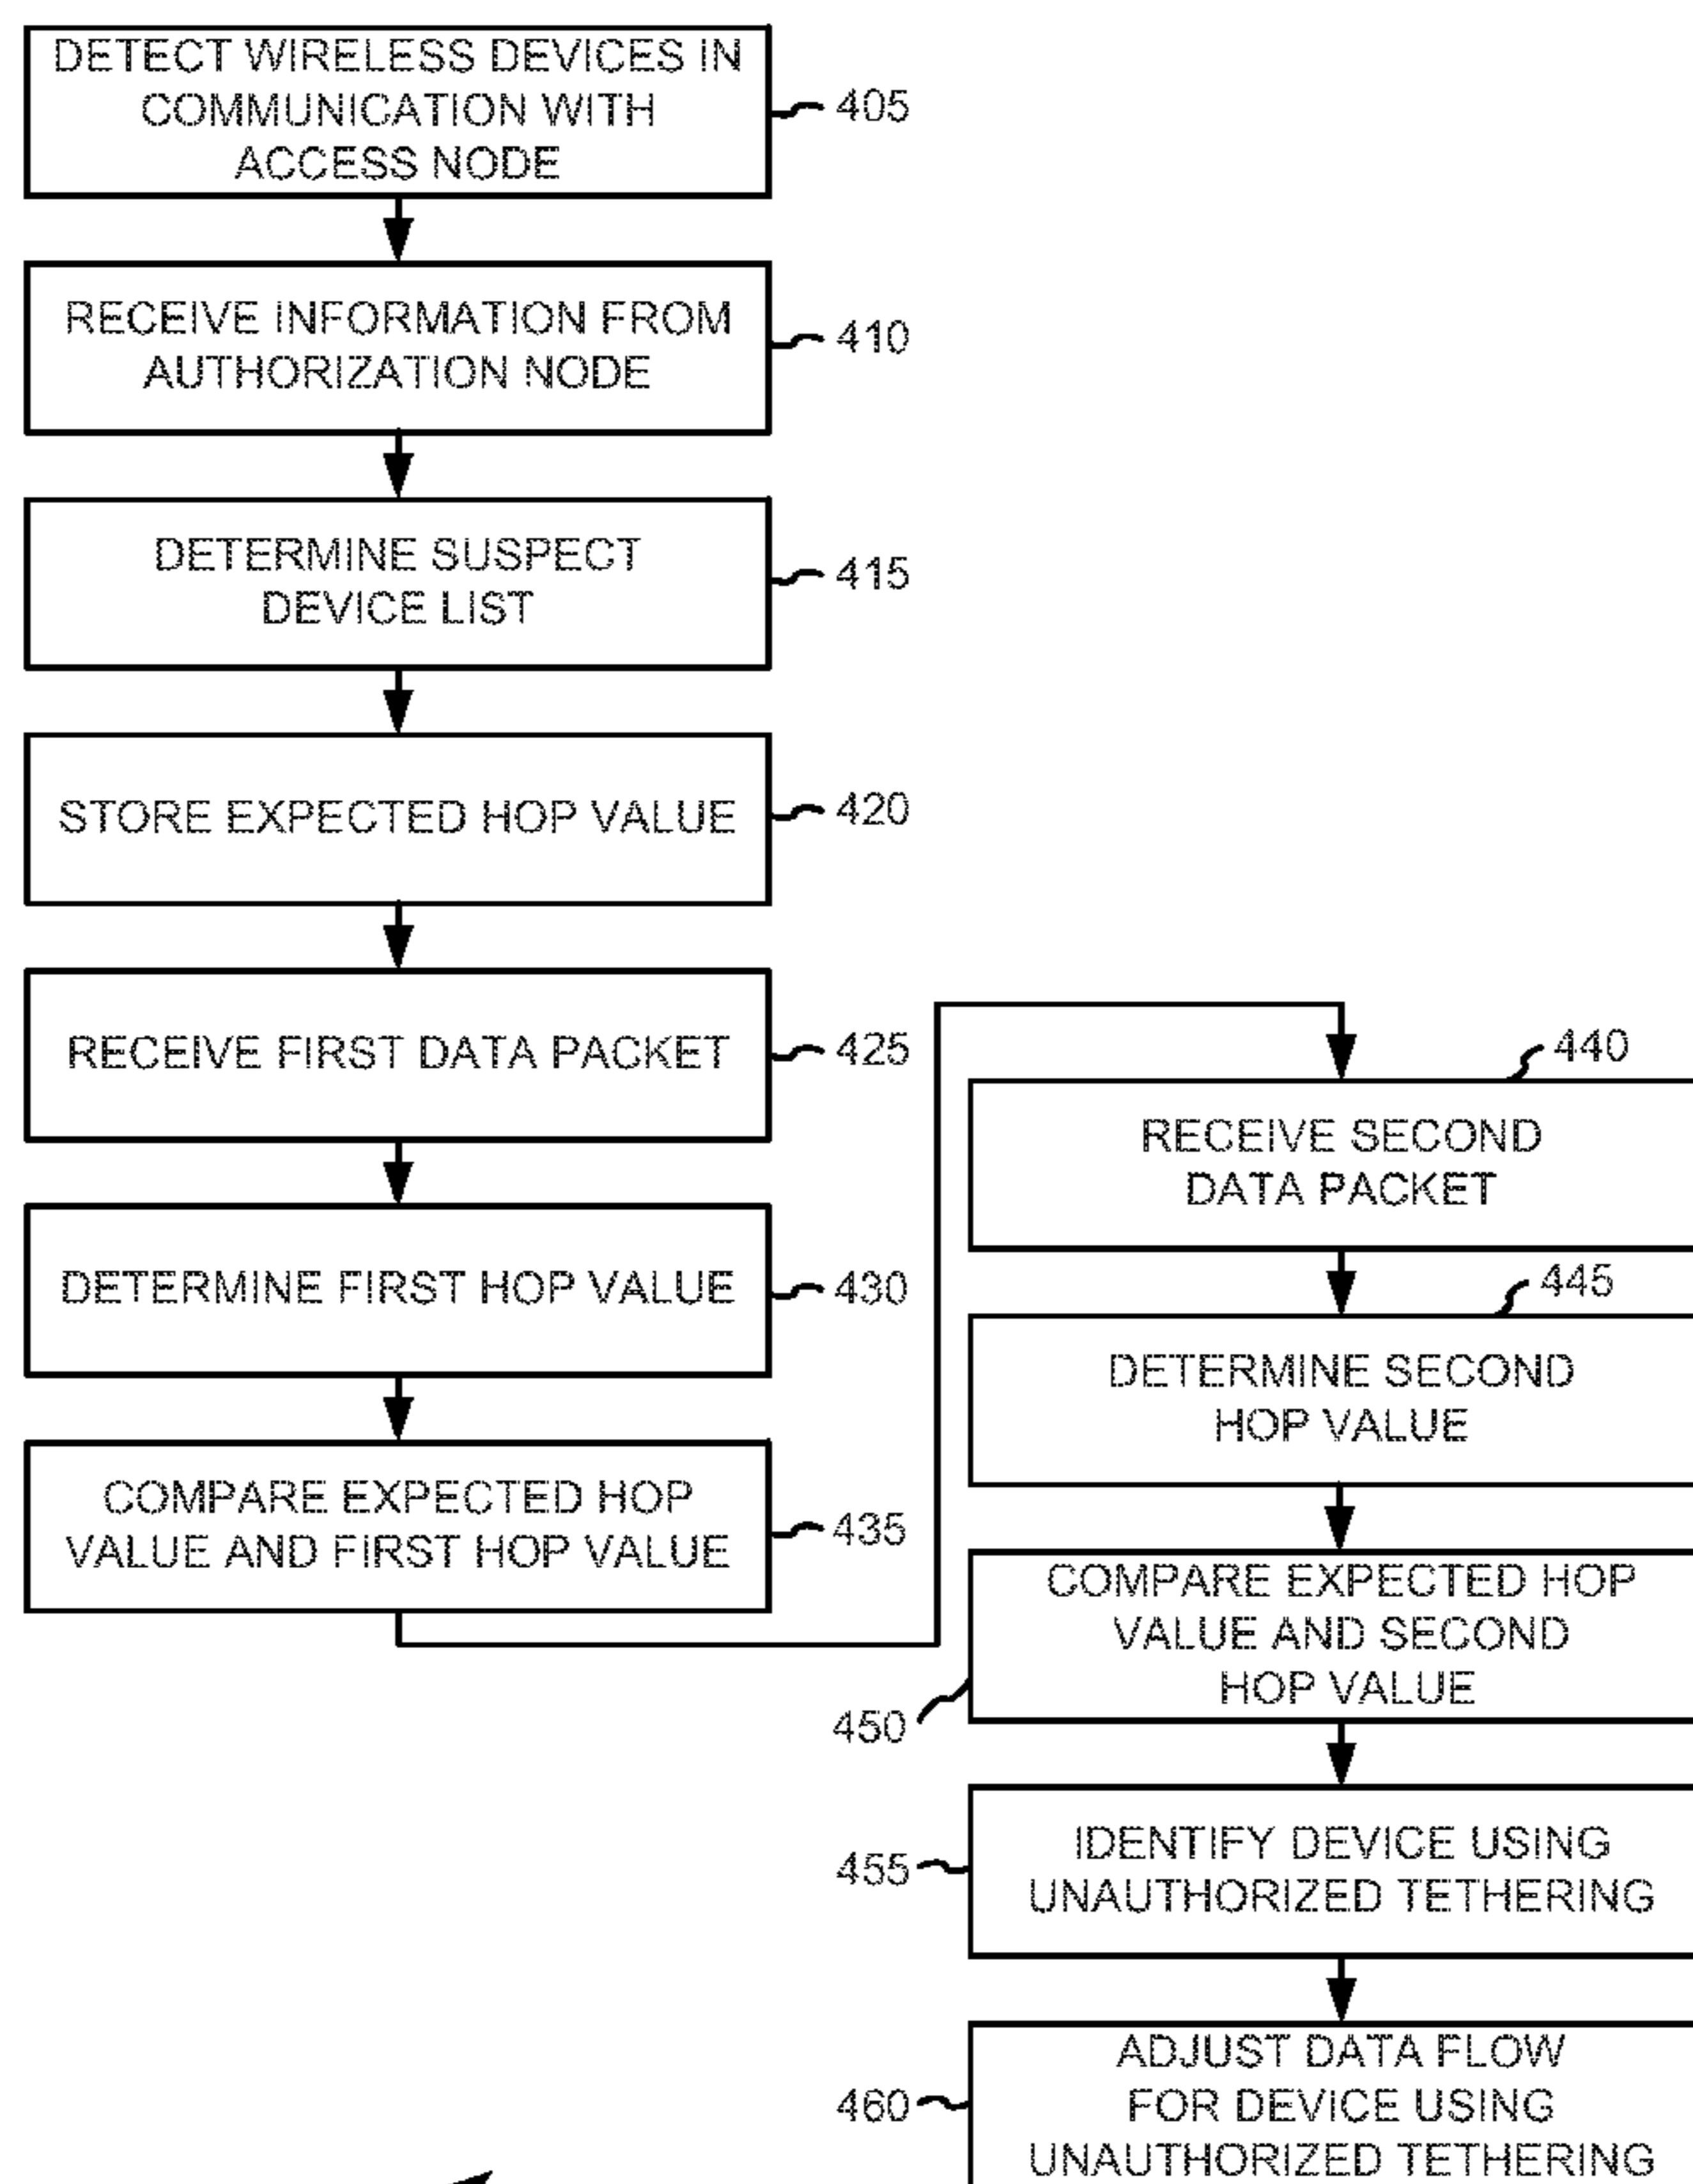 DETECT WIRELESS DEVICES IN
COMMUNICATION WITH
ACCESS NODE
405
RECEIVE INFORMATION FROM
AUTHORIZATION NODE
410
DETERMINE SUSPECT
DEVICE LIST
415
STORE EXPECTED HOP VALUE
420
RECEIVE FIRST DATA PACKET
425
DETERMINE FIRST HOP VALUE
430
COMPARE EXPECTED HOP
VALUE AND FIRST HOP VALUE
435
440
RECEIVE SECOND
DATA PACKET
445
DETERMINE SECOND
HOP VALUE
COMPARE EXPECTED HOP
VALUE AND SECOND
HOP VALUE
450
IDENTIFY DEVICE USING
UNAUTHORIZED TETHERING
455
ADJUST DATA FLOW
FOR DEVICE USING
UNAUTHORIZED TETHERING
460